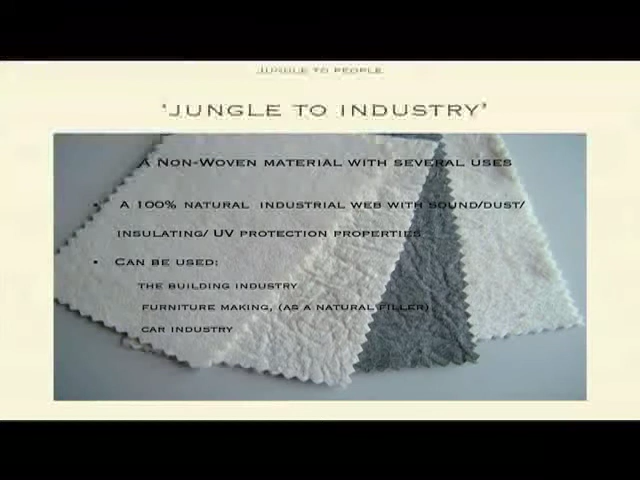 JUNGLE TO PEOPLE
'JUNGLE TO INDUSTRY'
A NON-WOVEN MATERIAL WITH SEVERAL USES
• A 100% NATURAL INDUSTRIAL WEB WITH SOUND/DUST/
INSULATING/ UV PROTECTION PROPERTIES
• CAN BE USED:
THE BUILDING INDUSTRY
FURNITURE MAKING, (AS A NATURAL FILLER)
CAR INDUSTRY